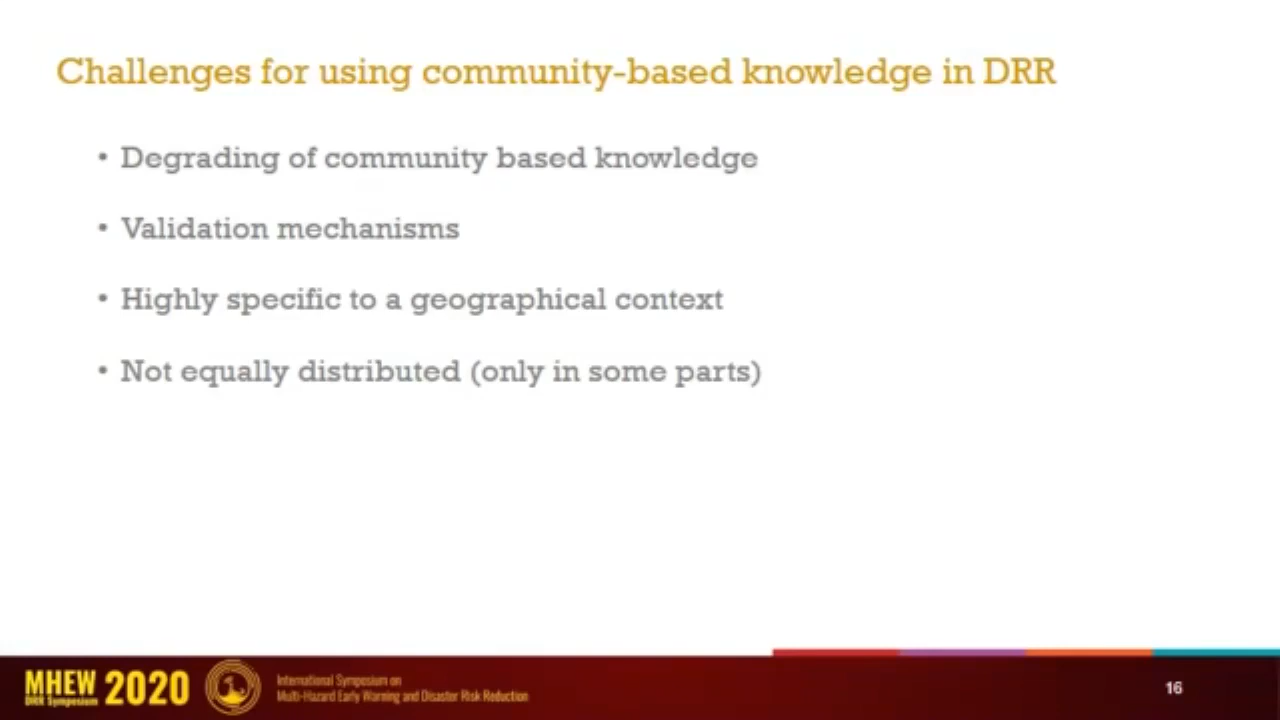 Challenges for using community-based knowledge in DRR
• Degrading of community based knowledge
• Validation mechanisms
• Highly specific to a geographical context
• Not equally distributed (only in some parts)
MHEW 2020
DRR Symposium
International Symposium on
Multi-Hazard Early Warning and Disaster Risk Reduction
16